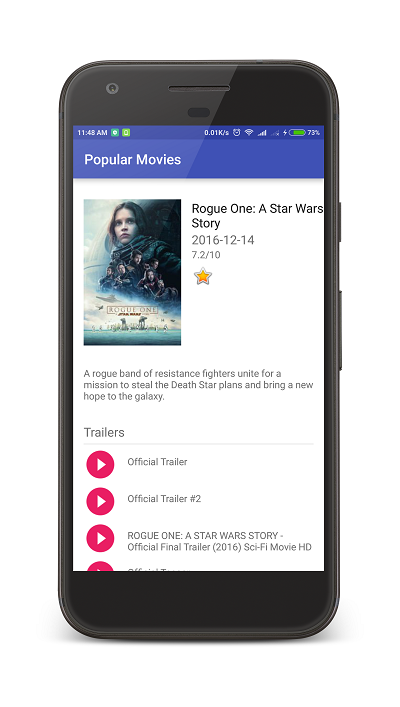 11:48 AM 0.01K/s 73%
Popular Movies
Rogue One: A Star Wars
Story
2016-12-14
7.2/10
ROGUE ONE
STAR WARS
A rogue band of resistance fighters unite for a
mission to steal the Death Star plans and bring a new
hope to the galaxy.
Trailers
Official Trailer
Official Trailer #2
ROGUE ONE: A STAR WARS STORY -
Official Final Trailer (2016) Sci-Fi Movie HD